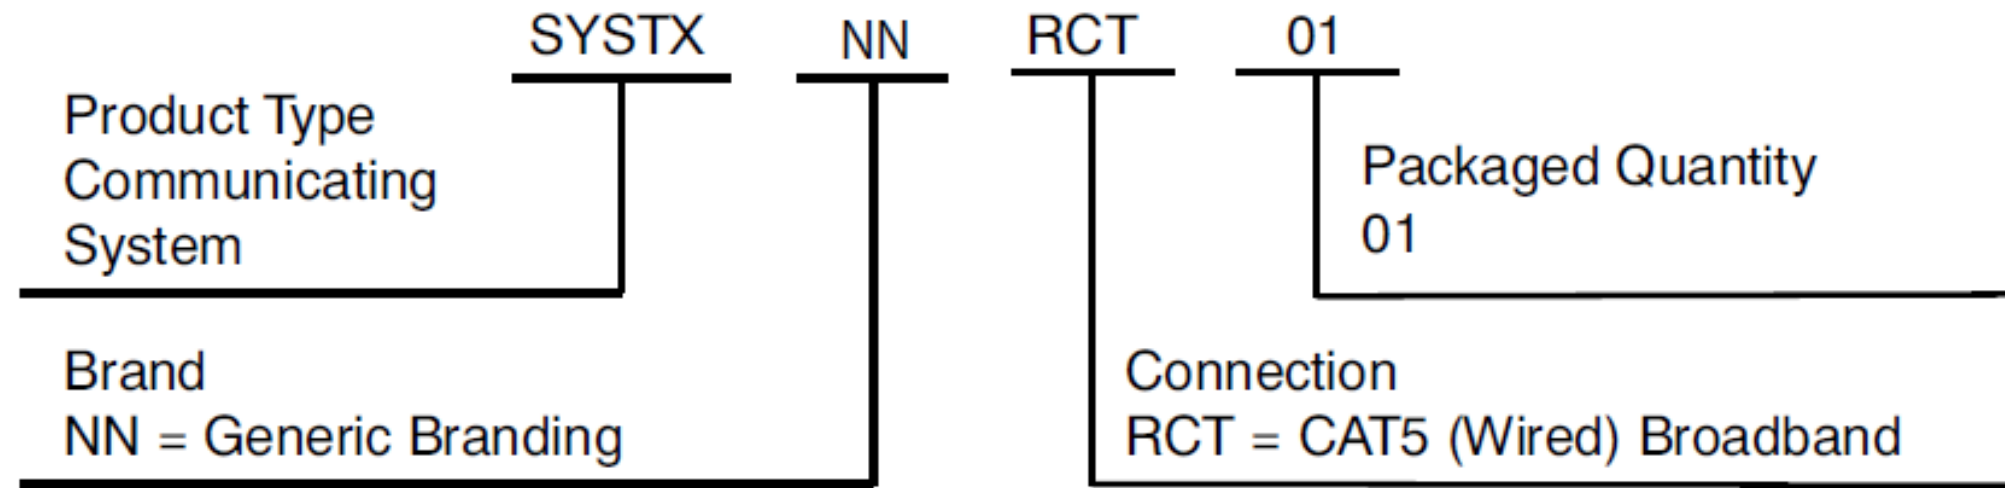 SYSTX NN RCT 01
Product Type
Communicating
System
Packaged Quantity
01
Brand
NN = Generic Branding
Connection
RCT = CAT5 (Wired) Broadband